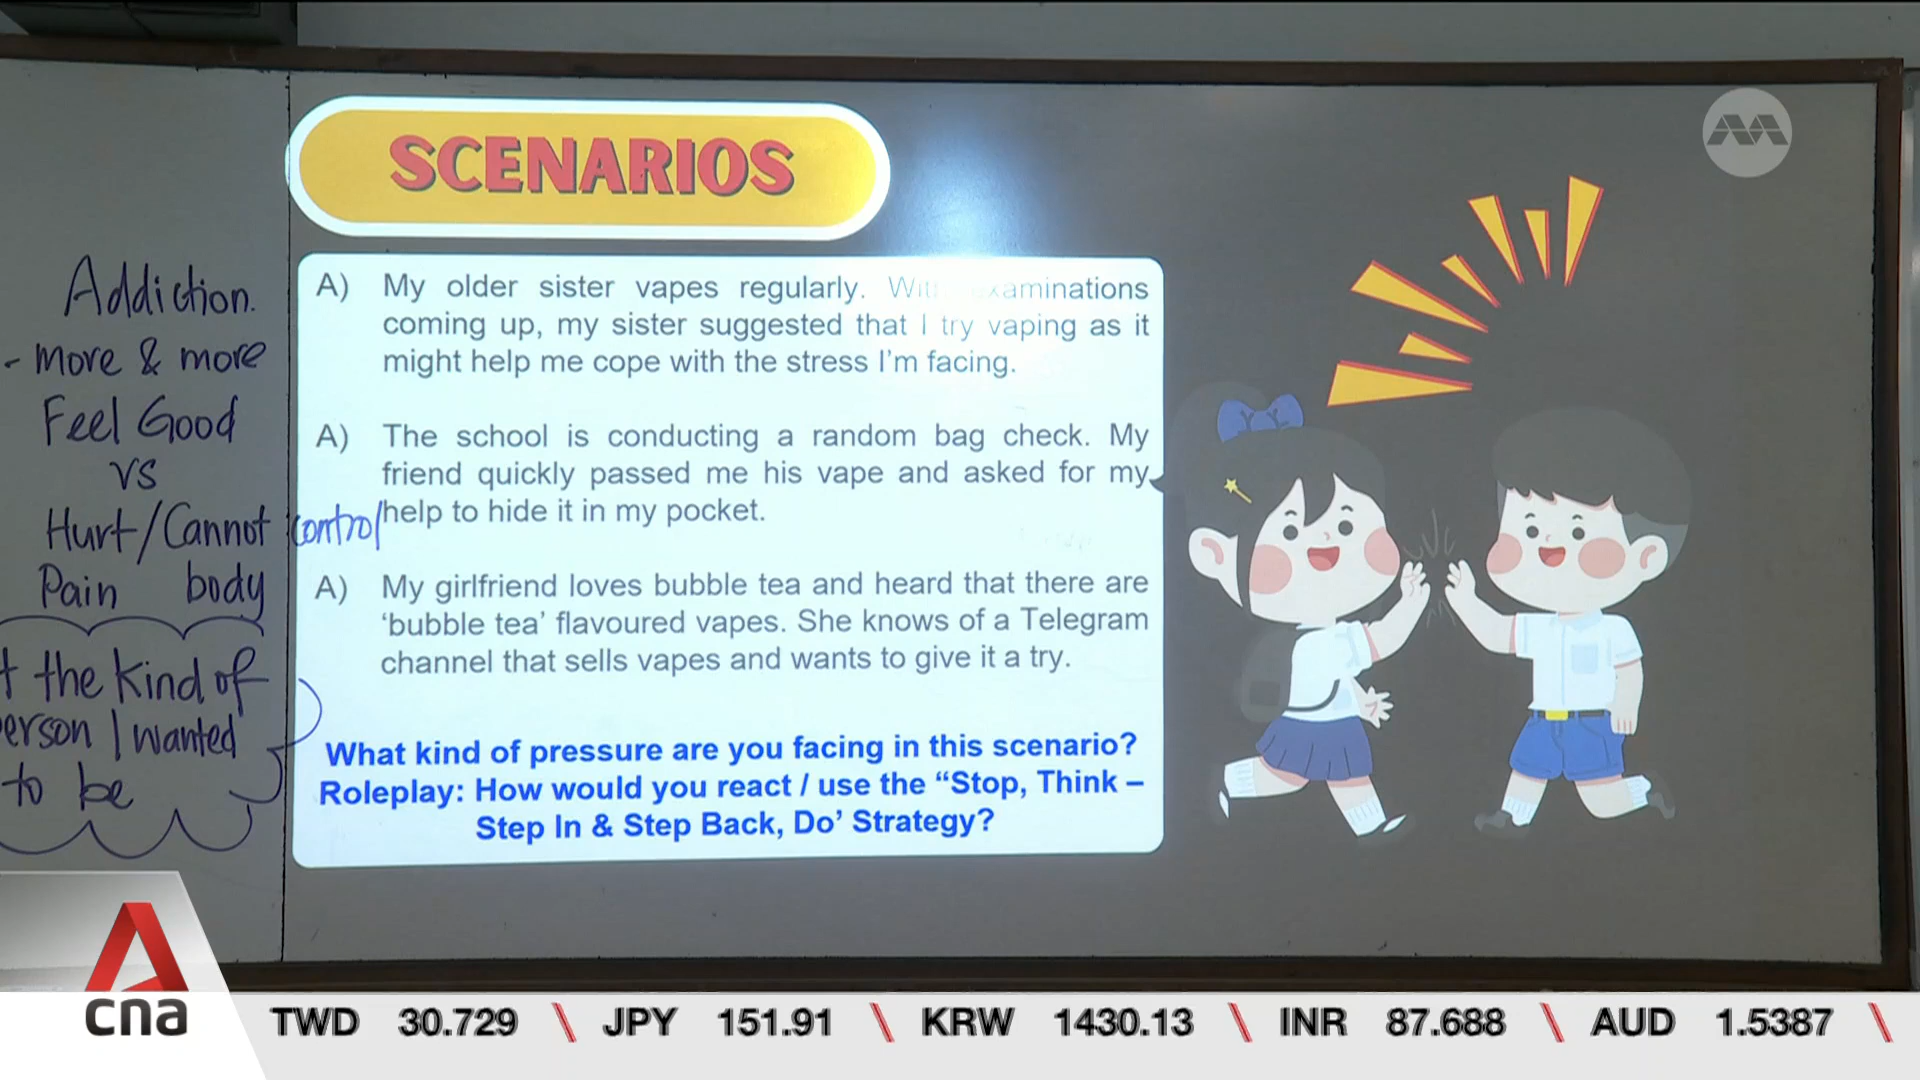 SCENARIOS
Addiction.
- more & more
Feel Good
vs
Hurt/Cannot control
Pain body
the kind of
person I wanted
to be
A) My older sister vapes regularly. With examinations
coming up, my sister suggested that I try vaping as it
might help me cope with the stress I'm facing.
A) The school is conducting a random bag check. My
friend quickly passed me his vape and asked for my
help to hide it in my pocket.
A) My girlfriend loves bubble tea and heard that there are
‘bubble tea’ flavoured vapes. She knows of a Telegram
channel that sells vapes and wants to give it a try.
What kind of pressure are you facing in this scenario?
Roleplay: How would you react / use the “Stop, Think –
Step In & Step Back, Do’ Strategy?
cna
TWD 30.729 \ JPY 151.91 \ KRW 1430.13 \ INR 87.688 \ AUD 1.5387 \